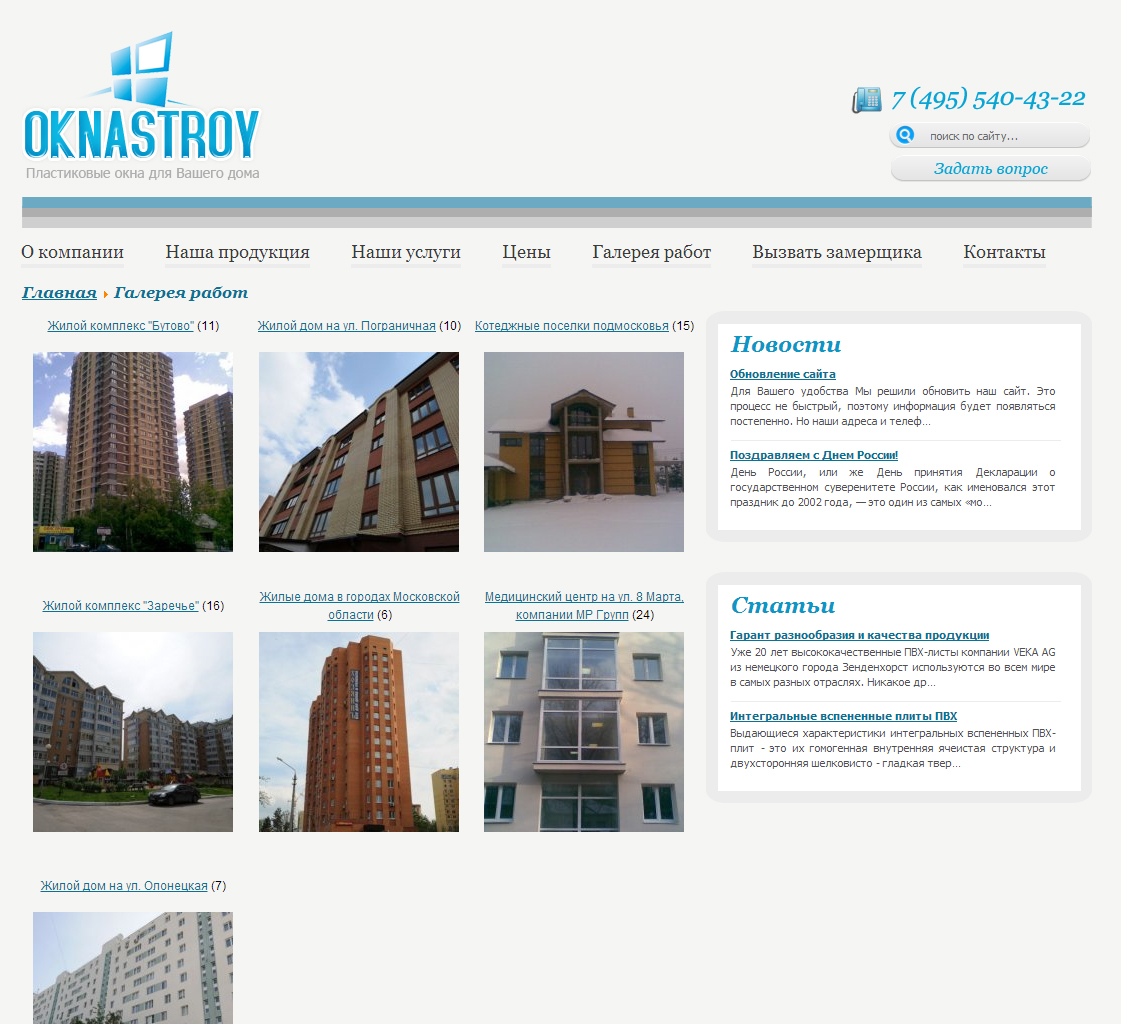 OKNASTROY
Пластиковые окна для Вашего дома
7 (495) 540-43-22
поиск по сайту...
Задать вопрос
О компании
Наша продукция
Наши услуги
Цены
Галерея работ
Вызвать замерщика
Контакты
Главная
Галерея работ
Жилой комплекс "Бутово" (11)
Жилой дом на ул. Пограничная (10)
Котеджные поселки подмосковья (15)
Жилой комплекс "Заречье" (16)
Жилые дома в городах Московской
области (6)
Медицинский центр на ул. 8 Марта,
компании МР Групп (24)
Жилой дом на ул. Олонецкая (7)
Новости
Обновление сайта
Для Вашего удобства Мы решили обновить наш сайт. Это
процесс не быстрый, поэтому информация будет появляться
постепенно. Но наши адреса и телеф...
Поздравляем с Днем России!
День России, или же День принятия Декларации о
государственном суверенитете России, как именовался этот
праздник до 2002 года, — это один из самых «мо...
Статьи
Гарант разнообразия и качества продукции
Уже 20 лет высококачественные ПВХ-листы компании VEKA AG
из немецкого города Зенденхорст используются во всем мире
в самых разных отраслях. Никакое др...
Интегральные вспененные плиты ПВХ
Выдающиеся характеристики интегральных вспененных ПВХ-
плит - это их гомогенная внутренняя ячеистая структура и
двухсторонняя шелковисто - гладкая твер...